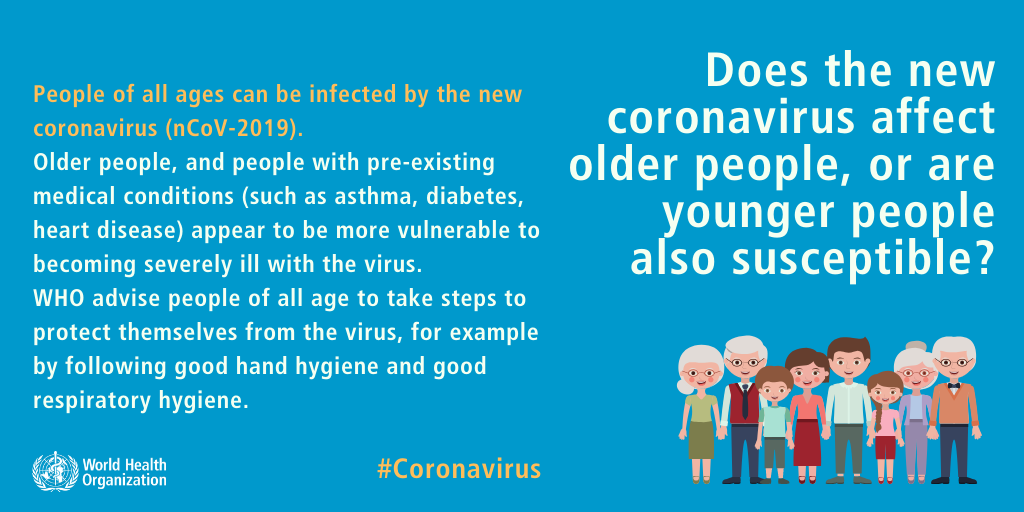 Does the new
coronavirus affect
older people, or are
younger people
also susceptible?
People of all ages can be infected by the new
coronavirus (nCoV-2019).
Older people, and people with pre-existing
medical conditions (such as asthma, diabetes,
heart disease) appear to be more vulnerable to
becoming severely ill with the virus.
WHO advise people of all age to take steps to
protect themselves from the virus, for example
by following good hand hygiene and good
respiratory hygiene.
World Health
Organization
#Coronavirus